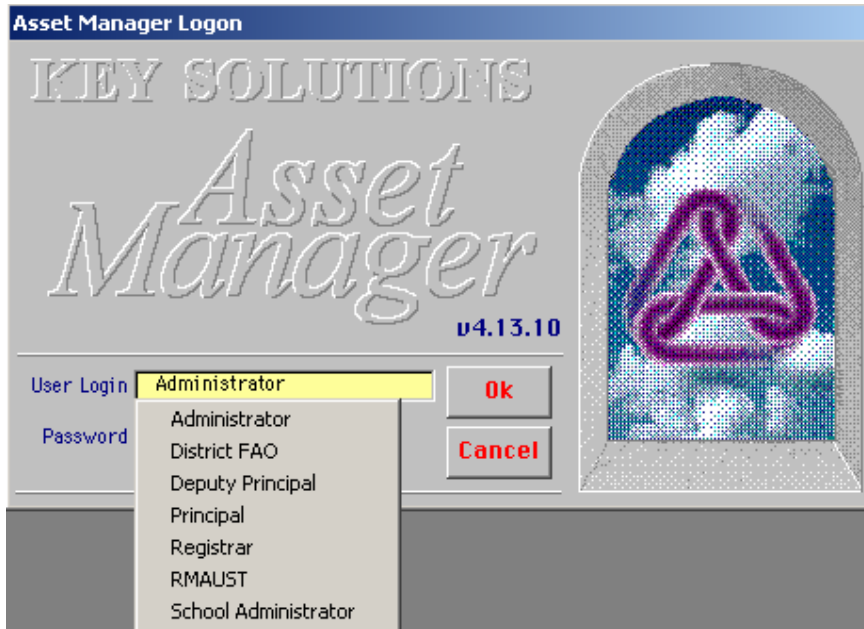 Asset Manager Logon
KEY SOLUTIONS
Asset
Manager
v4.13.10
User Login Administrator Ok
Password Cancel
Administrator
District FAO
Deputy Principal
Principal
Registrar
RMAUST
School Administrator